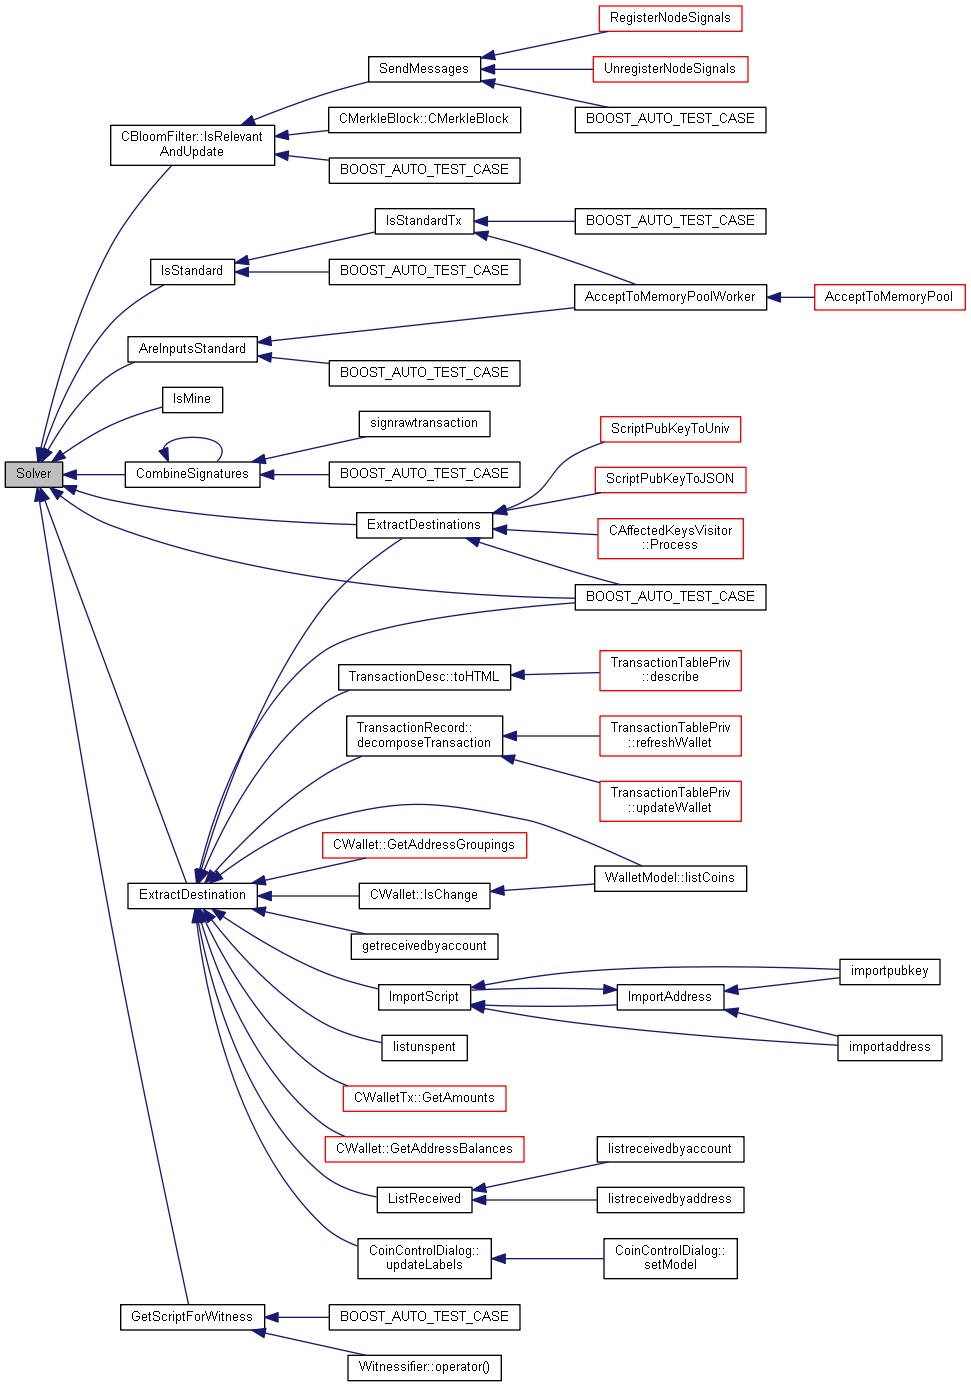 RegisterNodeSignals
SendMessages
UnregisterNodeSignals
CMerkleBlock::CMerkleBlock
BOOST_AUTO_TEST_CASE
CBloomFilter::IsRelevant
AndUpdate
BOOST_AUTO_TEST_CASE
IsStandardTx
BOOST_AUTO_TEST_CASE
IsStandard
BOOST_AUTO_TEST_CASE
AcceptToMemoryPoolWorker
AcceptToMemoryPool
AreInputsStandard
BOOST_AUTO_TEST_CASE
IsMine
signrawtransaction
ScriptPubKeyToUniv
Solver
CombineSignatures
BOOST_AUTO_TEST_CASE
ScriptPubKeyToJSON
ExtractDestinations
CAffectedKeysVisitor
::Process
BOOST_AUTO_TEST_CASE
TransactionDesc::toHTML
TransactionTablePriv
::describe
TransactionRecord::
decomposeTransaction
TransactionTablePriv
::refreshWallet
TransactionTablePriv
::updateWallet
CWallet::GetAddressGroupings
WalletModel::listCoins
ExtractDestination
CWallet::IsChange
getreceivedbyaccount
importpubkey
ImportScript
ImportAddress
listunspent
importaddress
CWalletTx::GetAmounts
CWallet::GetAddressBalances
listreceivedbyaccount
ListReceived
listreceivedbyaddress
CoinControlDialog::
updateLabels
CoinControlDialog::
setModel
GetScriptForWitness
BOOST_AUTO_TEST_CASE
Witnessifier::operator()